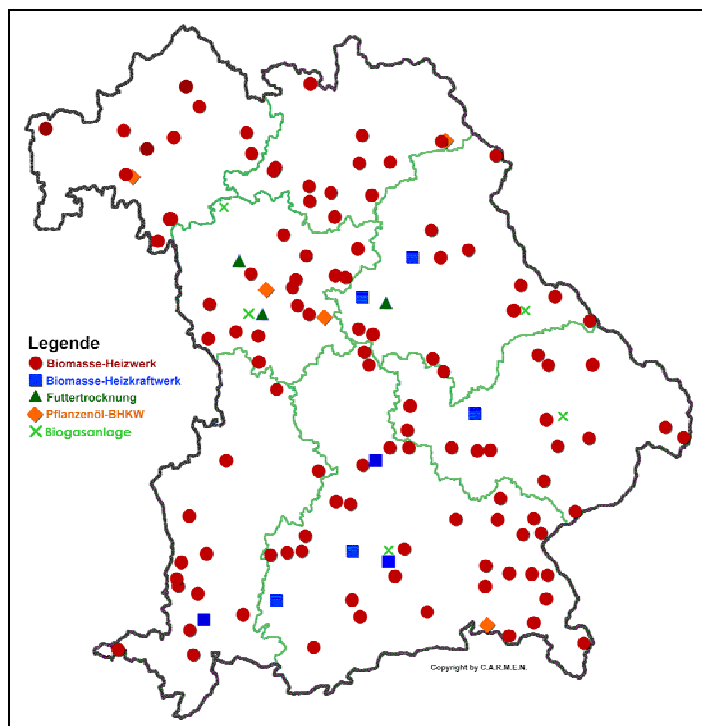 Legende
Biomasse-Heizwerk
Biomasse-Heizkraftwerk
Futtertrocknung
Pflanzenöl-BHKW
Biogasanlage
Copyright by C.A.R.M.E.N.